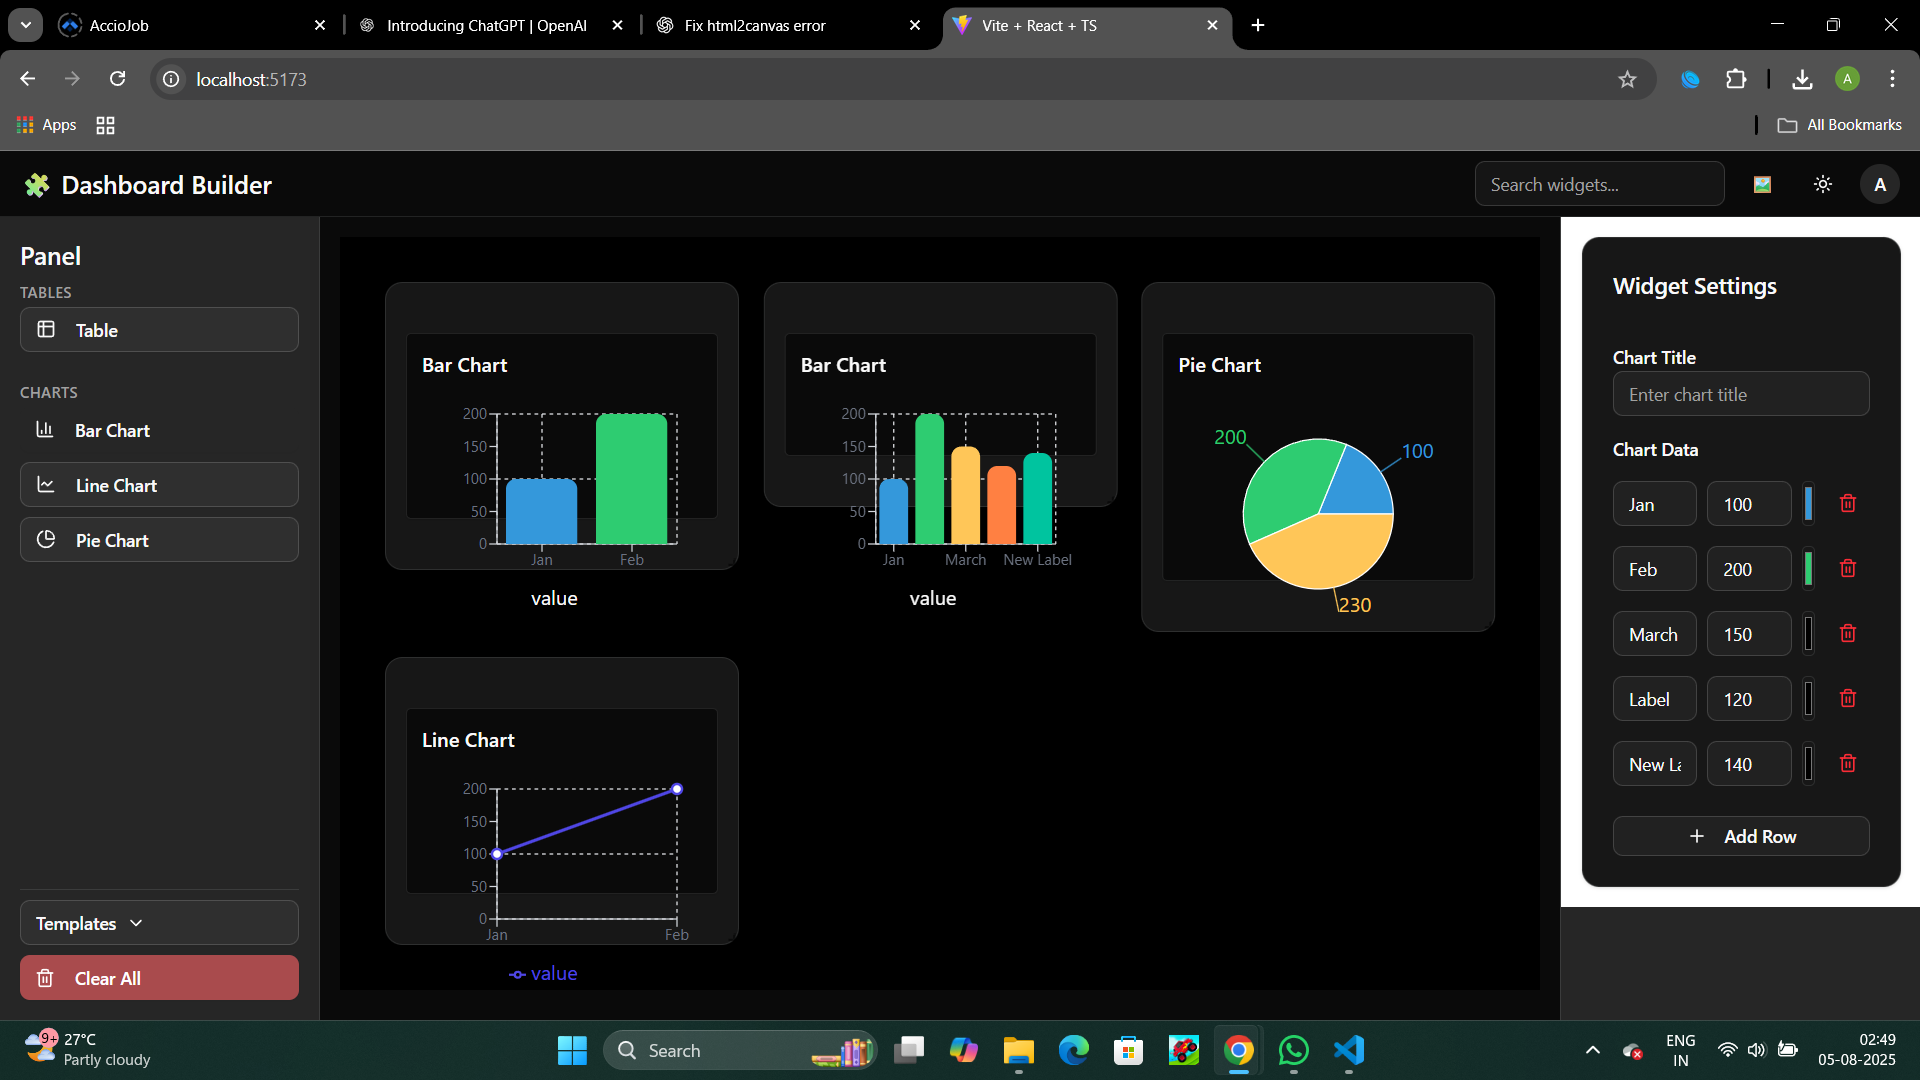 AccioJob
Introducing ChatGPT | OpenAI
Fix html2canvas error
Vite + React + TS
localhost:5173
A
Apps
All Bookmarks
Dashboard Builder
Search widgets...
A
Panel
TABLES
Table
CHARTS
Bar Chart
Line Chart
Pie Chart
Templates
Clear All
Bar Chart
200
150
100
50
0
Jan
Feb
value
Bar Chart
200
150
100
50
0
Jan
March
New Label
value
Pie Chart
200
100
230
Line Chart
200
150
100
50
0
Jan
Feb
value
Widget Settings
Chart Title
Enter chart title
Chart Data
Jan 100
Feb 200
March 150
Label 120
New La 140
Add Row
9+
27°C
Partly cloudy
Search
ENG
IN
02:49
05-08-2025